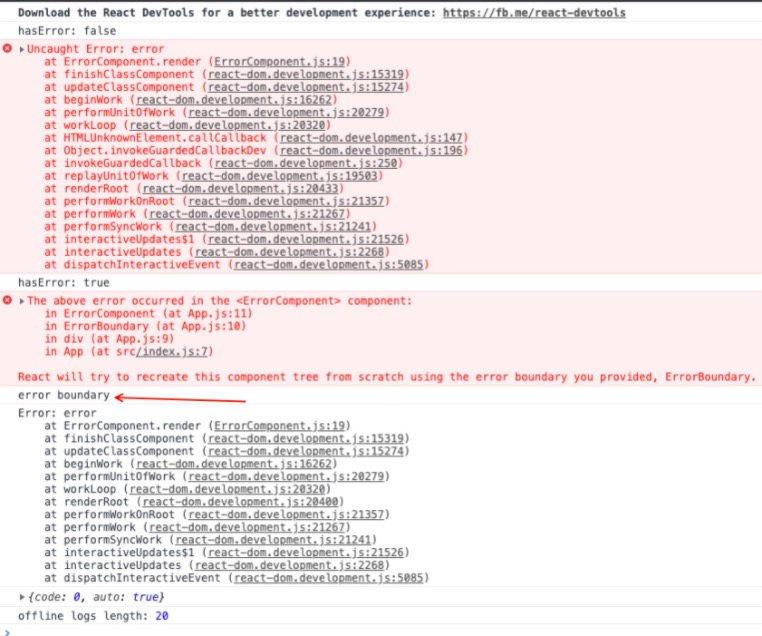 Download the React DevTools for a better development experience: https://fb.me/react-devtools
hasError: false
Uncaught Error: error
at ErrorComponent.render (ErrorComponent.js:19)
at finishClassComponent (react-dom.development.js:15319)
at updateClassComponent (react-dom.development.js:15274)
at beginWork (react-dom.development.js:16262)
at performUnitOfWork (react-dom.development.js:20279)
at workLoop (react-dom.development.js:20320)
at HTMLUnknownElement.callCallback (react-dom.development.js:147)
at Object.invokeGuardedCallbackDev (react-dom.development.js:196)
at invokeGuardedCallback (react-dom.development.js:250)
at replayUnitOfWork (react-dom.development.js:19503)
at renderRoot (react-dom.development.js:20433)
at performWorkOnRoot (react-dom.development.js:21357)
at performWork (react-dom.development.js:21267)
at performSyncWork (react-dom.development.js:21241)
at interactiveUpdates$1 (react-dom.development.js:21526)
at interactiveUpdates (react-dom.development.js:2268)
at dispatchInteractiveEvent (react-dom.development.js:5085)
hasError: true
The above error occurred in the <ErrorComponent> component:
in ErrorComponent (at App.js:11)
in ErrorBoundary (at App.js:10)
in div (at App.js:9)
in App (at src/index.js:7)
React will try to recreate this component tree from scratch using the error boundary you provided, ErrorBoundary.
error boundary
Error: error
at ErrorComponent.render (ErrorComponent.js:19)
at finishClassComponent (react-dom.development.js:15319)
at updateClassComponent (react-dom.development.js:15274)
at beginWork (react-dom.development.js:16262)
at performUnitOfWork (react-dom.development.js:20279)
at workLoop (react-dom.development.js:20320)
at renderRoot (react-dom.development.js:20400)
at performWorkOnRoot (react-dom.development.js:21357)
at performWork (react-dom.development.js:21267)
at performSyncWork (react-dom.development.js:21241)
at interactiveUpdates$1 (react-dom.development.js:21526)
at interactiveUpdates (react-dom.development.js:2268)
at dispatchInteractiveEvent (react-dom.development.js:5085)
{code: 0, auto: true}
offline logs length: 20